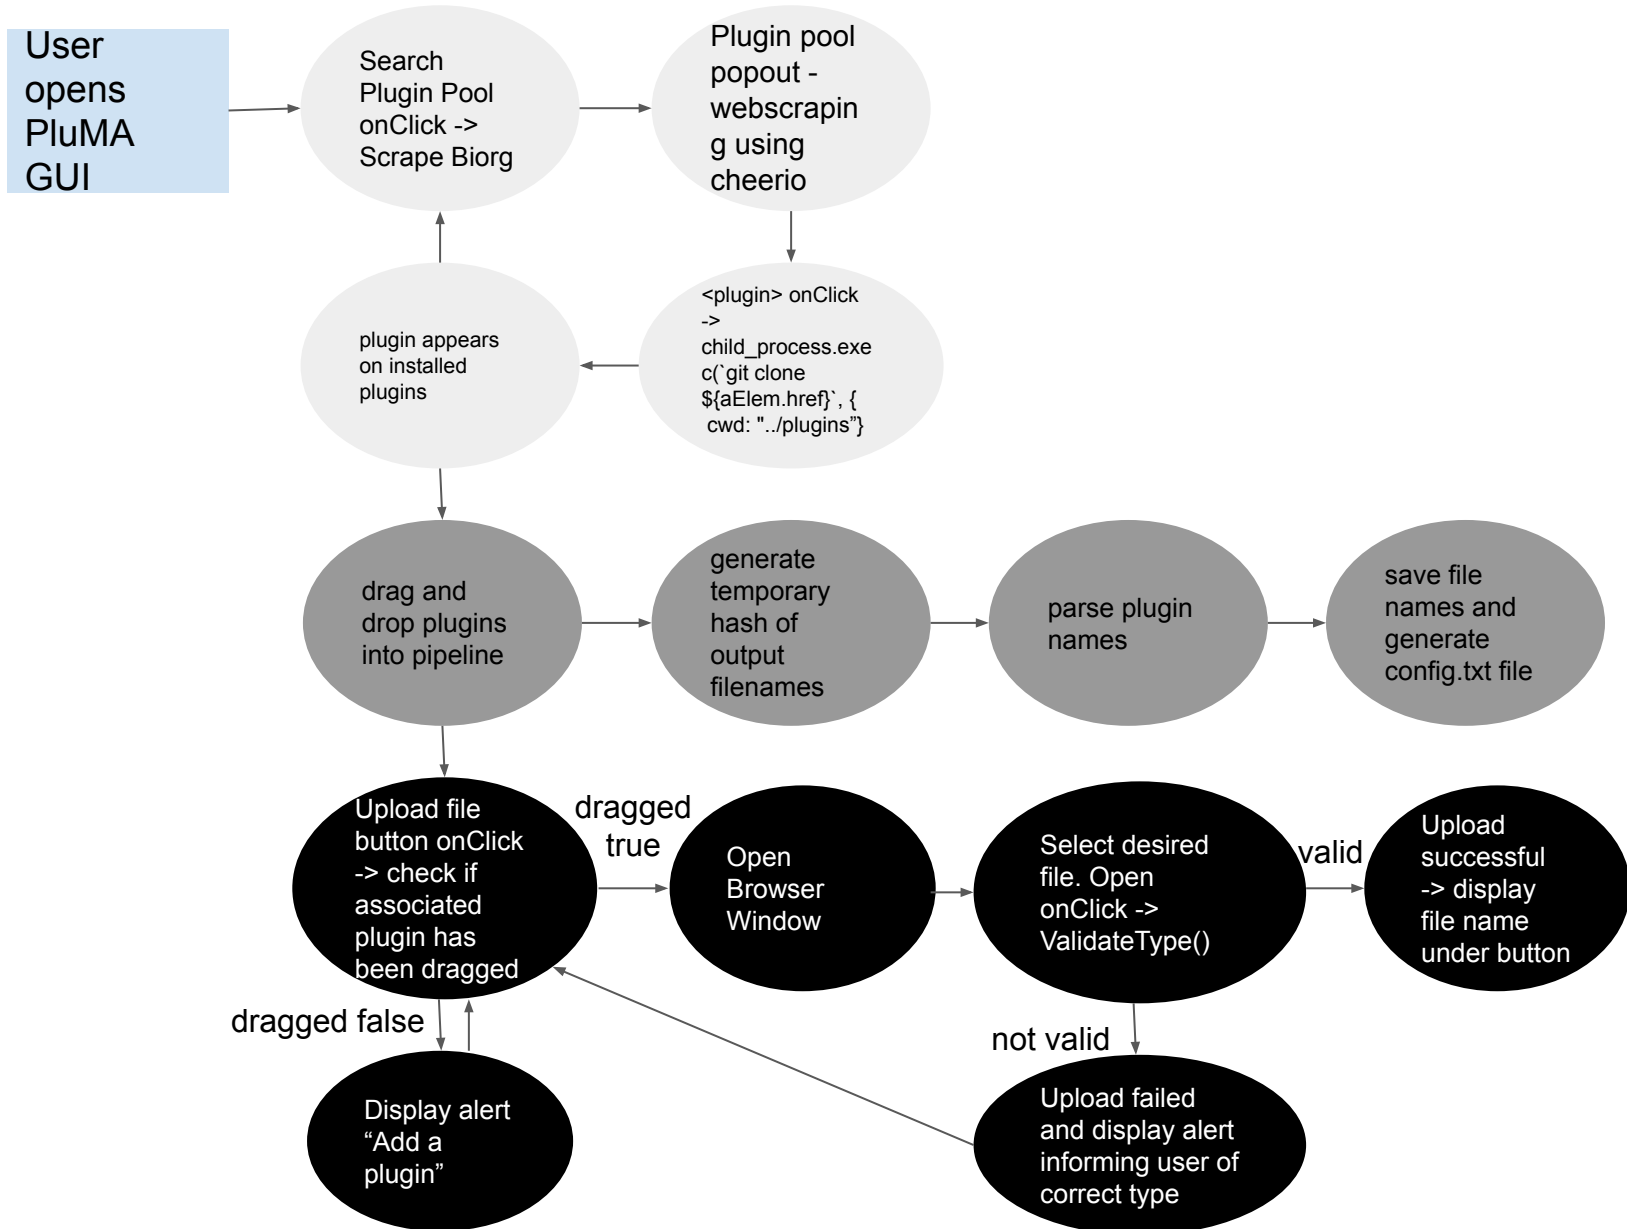 User
opens
PluMA
GUI
Search
Plugin Pool
onClick ->
Scrape Biorg
Plugin pool
popout -
webscrapin
g using
cheerio
plugin appears
on installed
plugins
<plugin> onClick
->
child_process.exe
c(`git clone
${aElem.href}`, {
cwd: "../plugins”}
drag and
drop plugins
into pipeline
generate
temporary
hash of
output
filenames
parse plugin
names
save file
names and
generate
config.txt file
Upload file
button onClick
-> check if
associated
plugin has
been dragged
dragged
true
Open
Browser
Window
Select desired
file. Open
onClick ->
ValidateType()
valid
Upload
successful
-> display
file name
under button
dragged false
not valid
Display alert
“Add a
plugin”
Upload failed
and display alert
informing user of
correct type